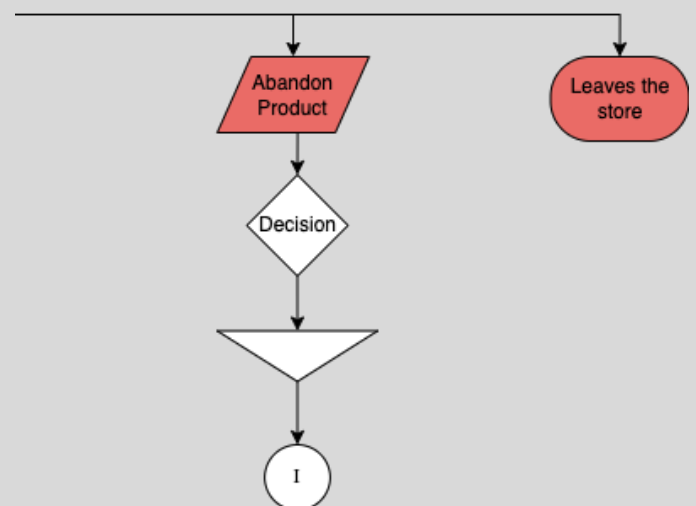 Abandon
Product
Leaves the
store
Decision
I